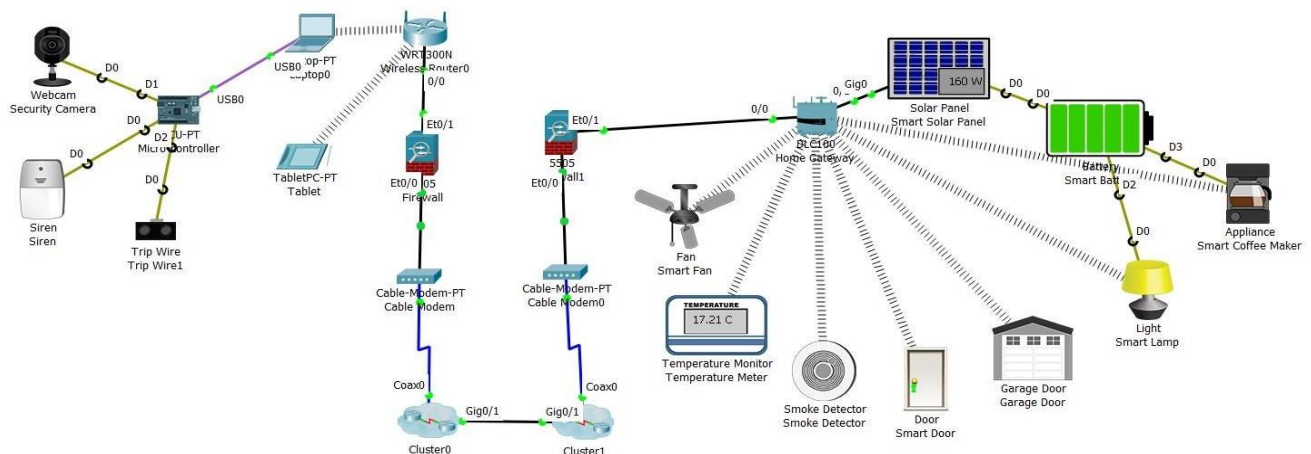 D0
D1
Webcam
Security Camera
D0
D0
Siren
Siren
D2
D0
Trip Wire
Trip Wire1
USB0
USB0
Laptop0
TabletPC-PT
Tablet
WRT300N
Wireless Router0
0/0
Et0/1
Et0/0
Firewall
Cable-Modem-PT
Cable Modem
Coax0
Cluster0
Gig0/1
Gig0/1
Cluster1
Coax0
Cable-Modem-PT
Cable Modem0
Et0/0
5505
Et0/1
0/0
DLC100
Home Gateway
Gig0
160 W
Solar Panel
Smart Solar Panel
D0
D0
Battery
Smart Batt
D3
D0
D2
D0
Appliance
Smart Coffee Maker
Light
Smart Lamp
Fan
Smart Fan
TEMPERATURE
17.21 C
Temperature Monitor
Temperature Meter
Smoke Detector
Smoke Detector
Door
Smart Door
Garage Door
Garage Door